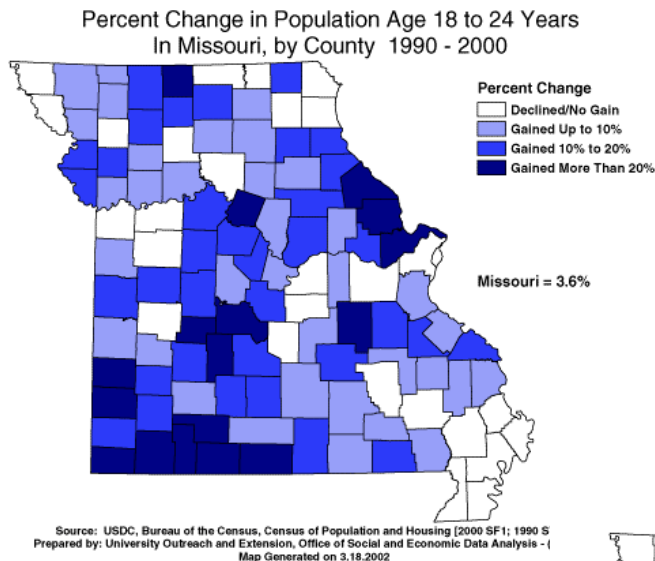 Percent Change in Population Age 18 to 24 Years
In Missouri, by County 1990 - 2000
Percent Change
Declined/No Gain
Gained Up to 10%
Gained 10% to 20%
Gained More Than 20%
Missouri = 3.6%
Source: USDC, Bureau of the Census, Census of Population and Housing [2000 SF1; 1990 S
Prepared by: University Outreach and Extension, Office of Social and Economic Data Analysis - (
Map Generated on 3.18.2002